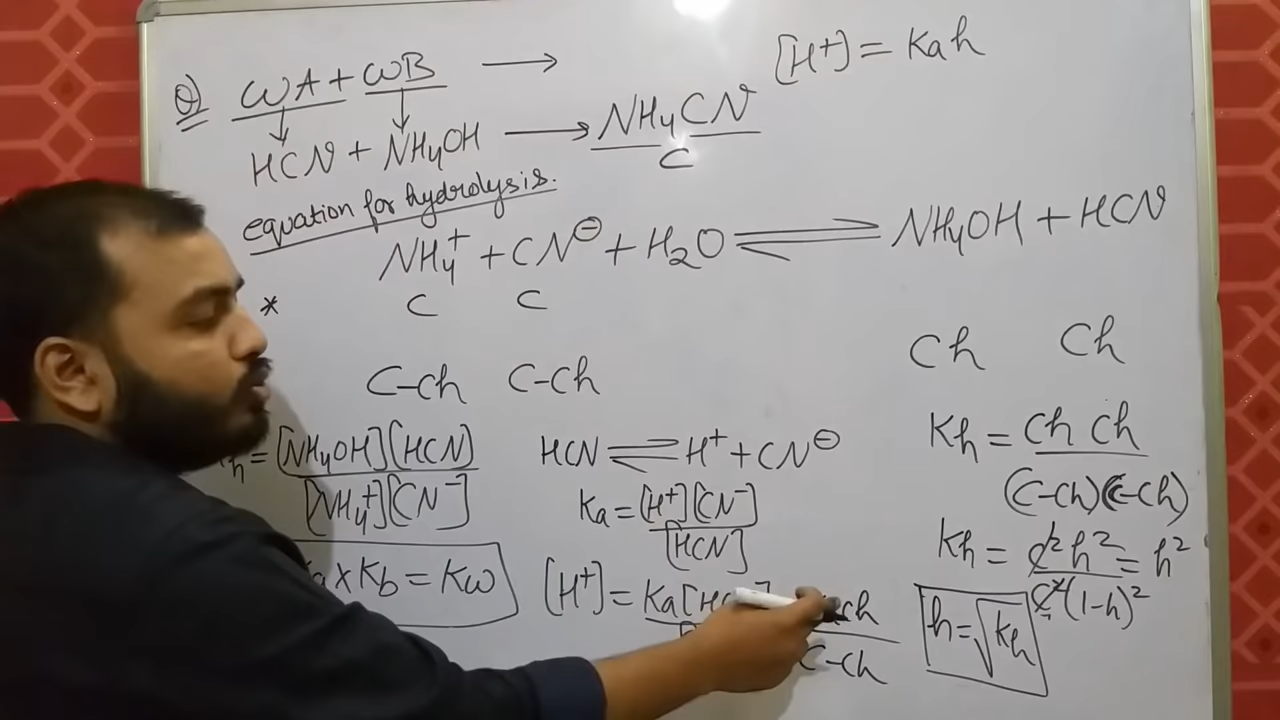 Q) WA + WB ⟶
[H+] = Kah
HCN + NH4OH ⟶ NH4CN
C
equation for hydrolysis.
NH4+ + CN⊖ + H2O ⇌ NH4OH + HCN
* C C
C-Ch C-Ch Ch Ch
h = [NH4OH][HCN] / [NH4+][CN-]
HCN ⇌ H+ + CN⊖
Kh = Ch Ch / (C-Ch)(C-Ch)
Ka = [H+][CN-] / [HCN]
Kh = C2h2 / C2(1-h)2 = h2
a x Kb = Kw
[H+] = Ka[H
ch / C-Ch
h = √Kh